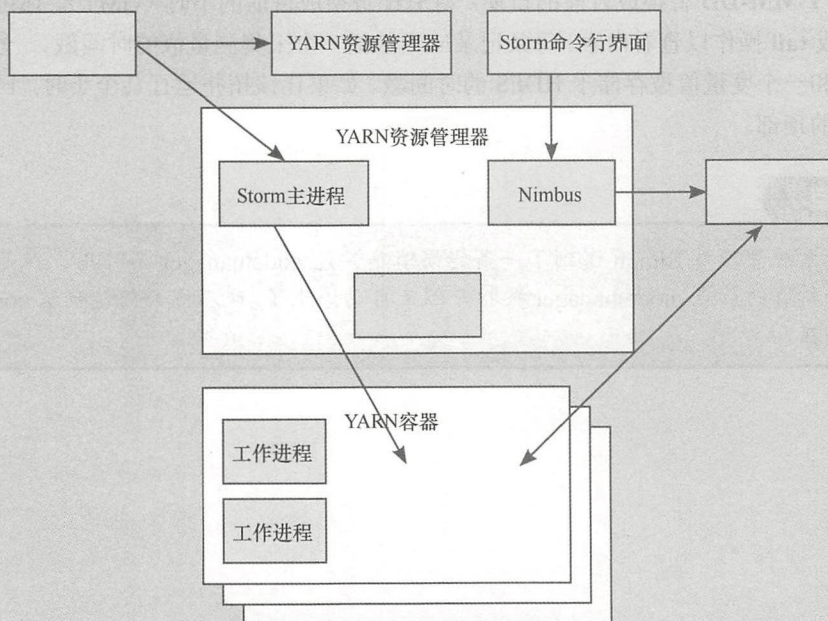 YARN资源管理器
Storm命令行界面
YARN资源管理器
Storm主进程
Nimbus
YARN容器
工作进程
工作进程